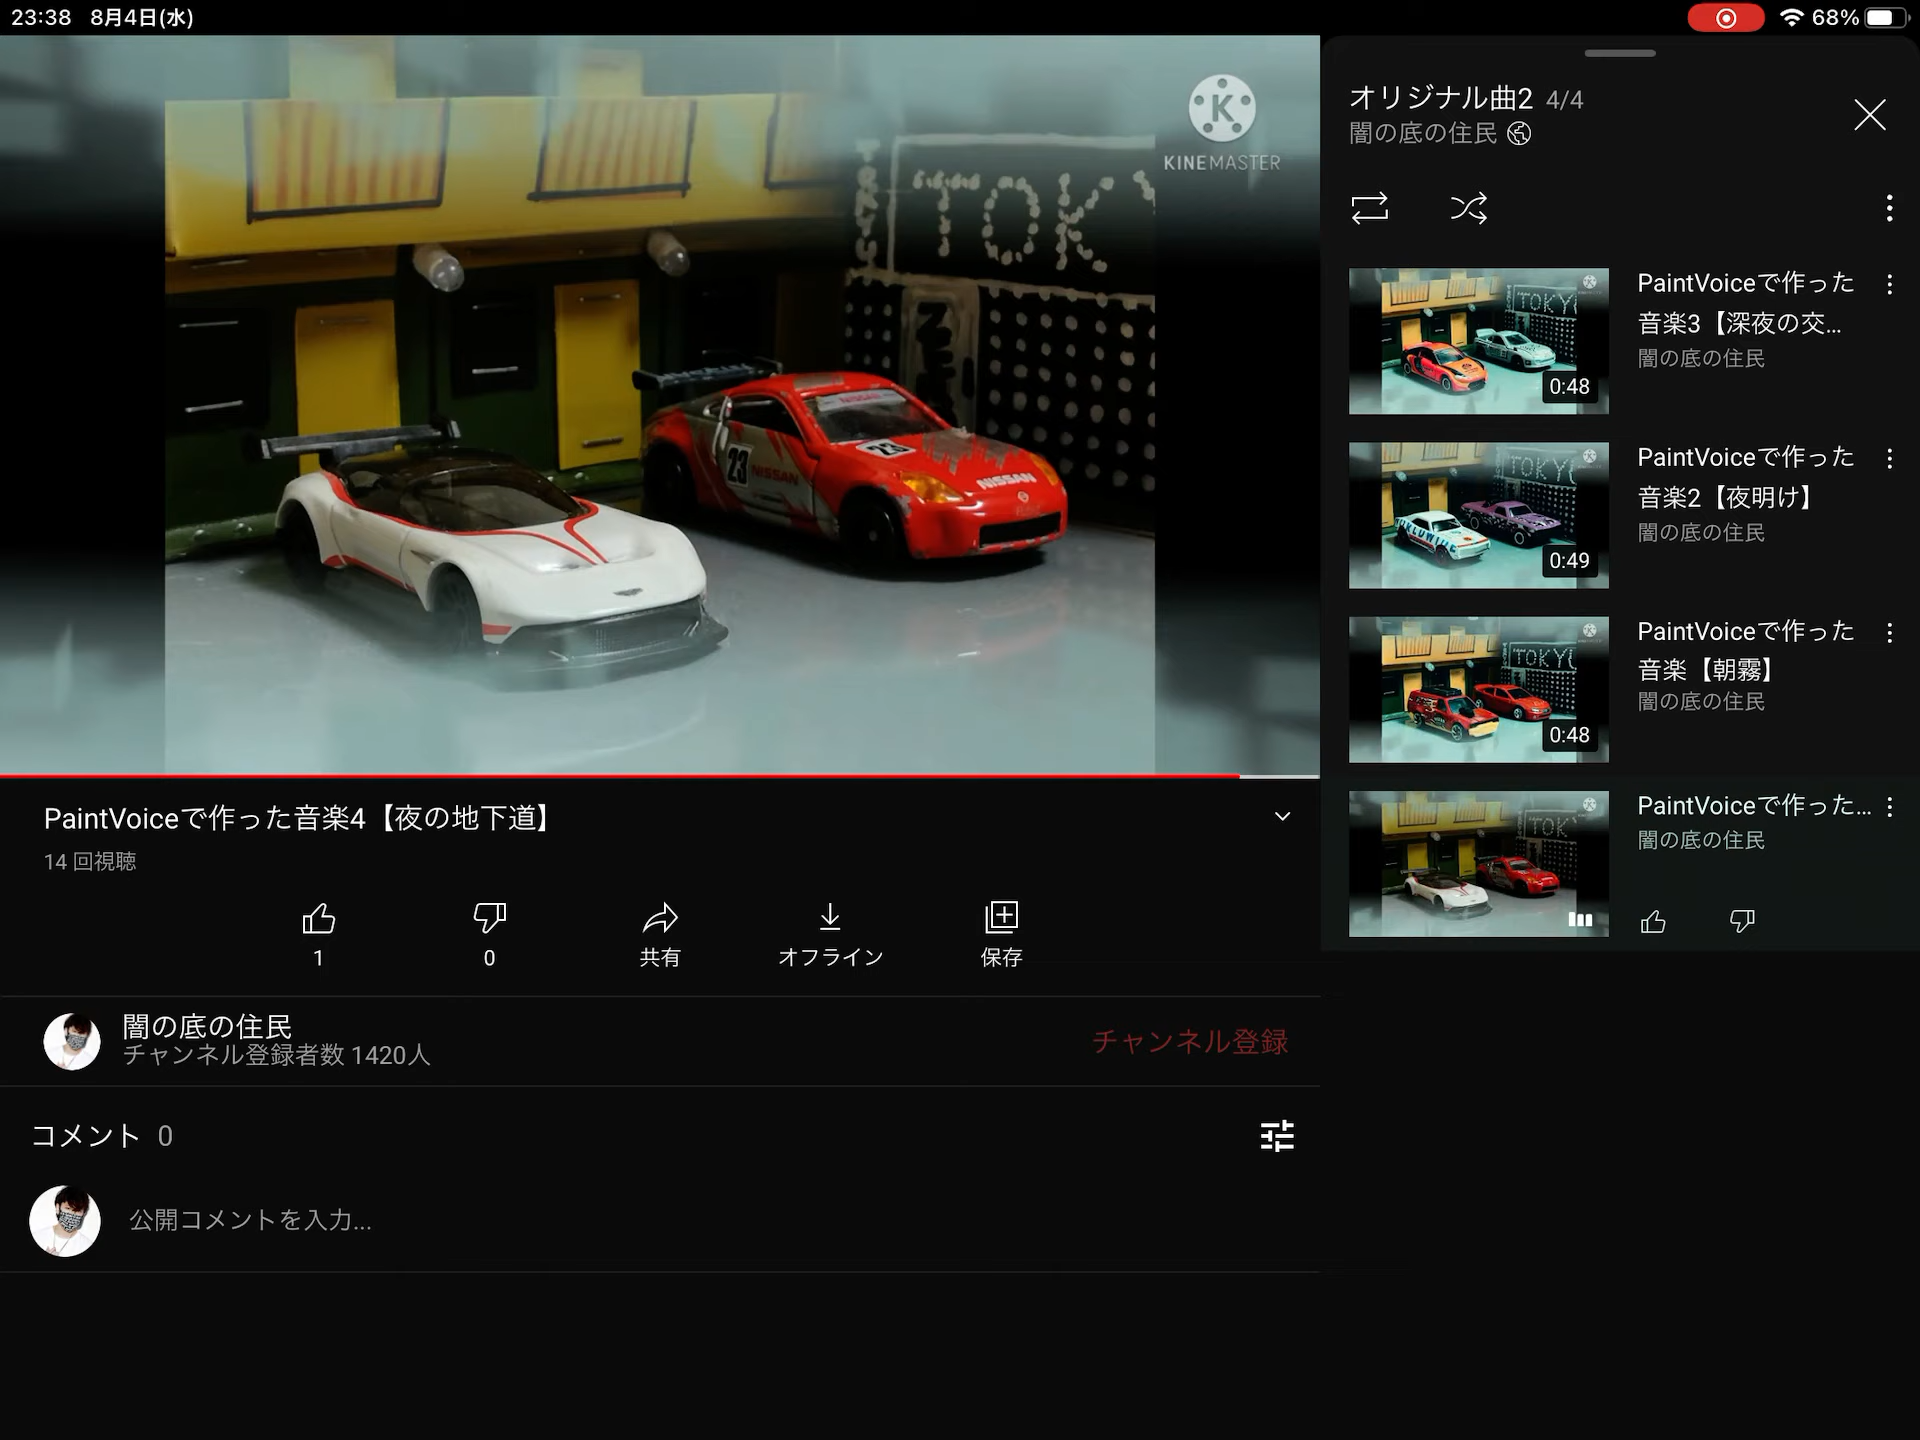 23:38 8月4日(水)
68%
K
KINEMASTER
TOK
23
NISSAN
NISSAN
23
NISSAN
オリジナル曲2 4/4
闇の底の住民
PaintVoiceで作った
音楽3【深夜の交…
闇の底の住民
0:48
PaintVoiceで作った
音楽2【夜明け】
闇の底の住民
0:49
PaintVoiceで作った
音楽【朝霧】
闇の底の住民
0:48
PaintVoiceで作った…
闇の底の住民
PaintVoiceで作った音楽4【夜の地下道】
14 回視聴
1
0
共有
オフライン
保存
闇の底の住民
チャンネル登録者数 1420人
チャンネル登録
コメント 0
公開コメントを入力...